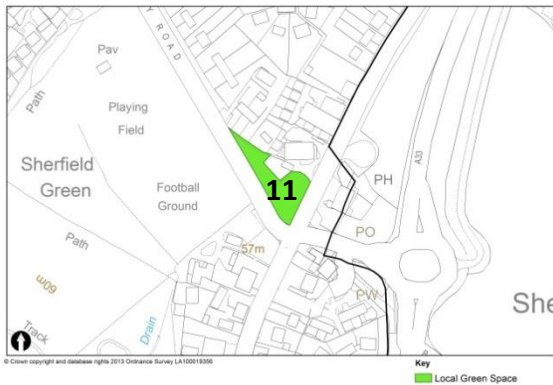 Y ROAD
Pav
Path
Playing
Field
Sherfield
Green
Football
Ground
11
PH
A33
PO
57m
Path
60m
PW
She
Track
Drain
© Crown copyright and database rights 2013 Ordnance Survey LA100019356
Key
Local Green Space